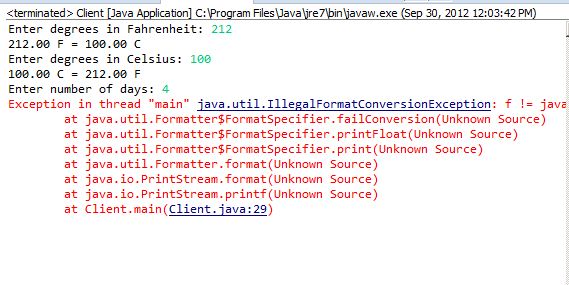 <terminated> Client [Java Application] C:\Program Files\Java\jre7\bin\javaw.exe (Sep 30, 2012 12:03:42 PM)
Enter degrees in Fahrenheit: 212
212.00 F = 100.00 C
Enter degrees in Celsius: 100
100.00 C = 212.00 F
Enter number of days: 4
Exception in thread "main" java.util.IllegalFormatConversionException: f != java
at java.util.Formatter$FormatSpecifier.failConversion(Unknown Source)
at java.util.Formatter$FormatSpecifier.printFloat(Unknown Source)
at java.util.Formatter$FormatSpecifier.print(Unknown Source)
at java.util.Formatter.format(Unknown Source)
at java.io.PrintStream.format(Unknown Source)
at java.io.PrintStream.printf(Unknown Source)
at Client.main(Client.java:29)